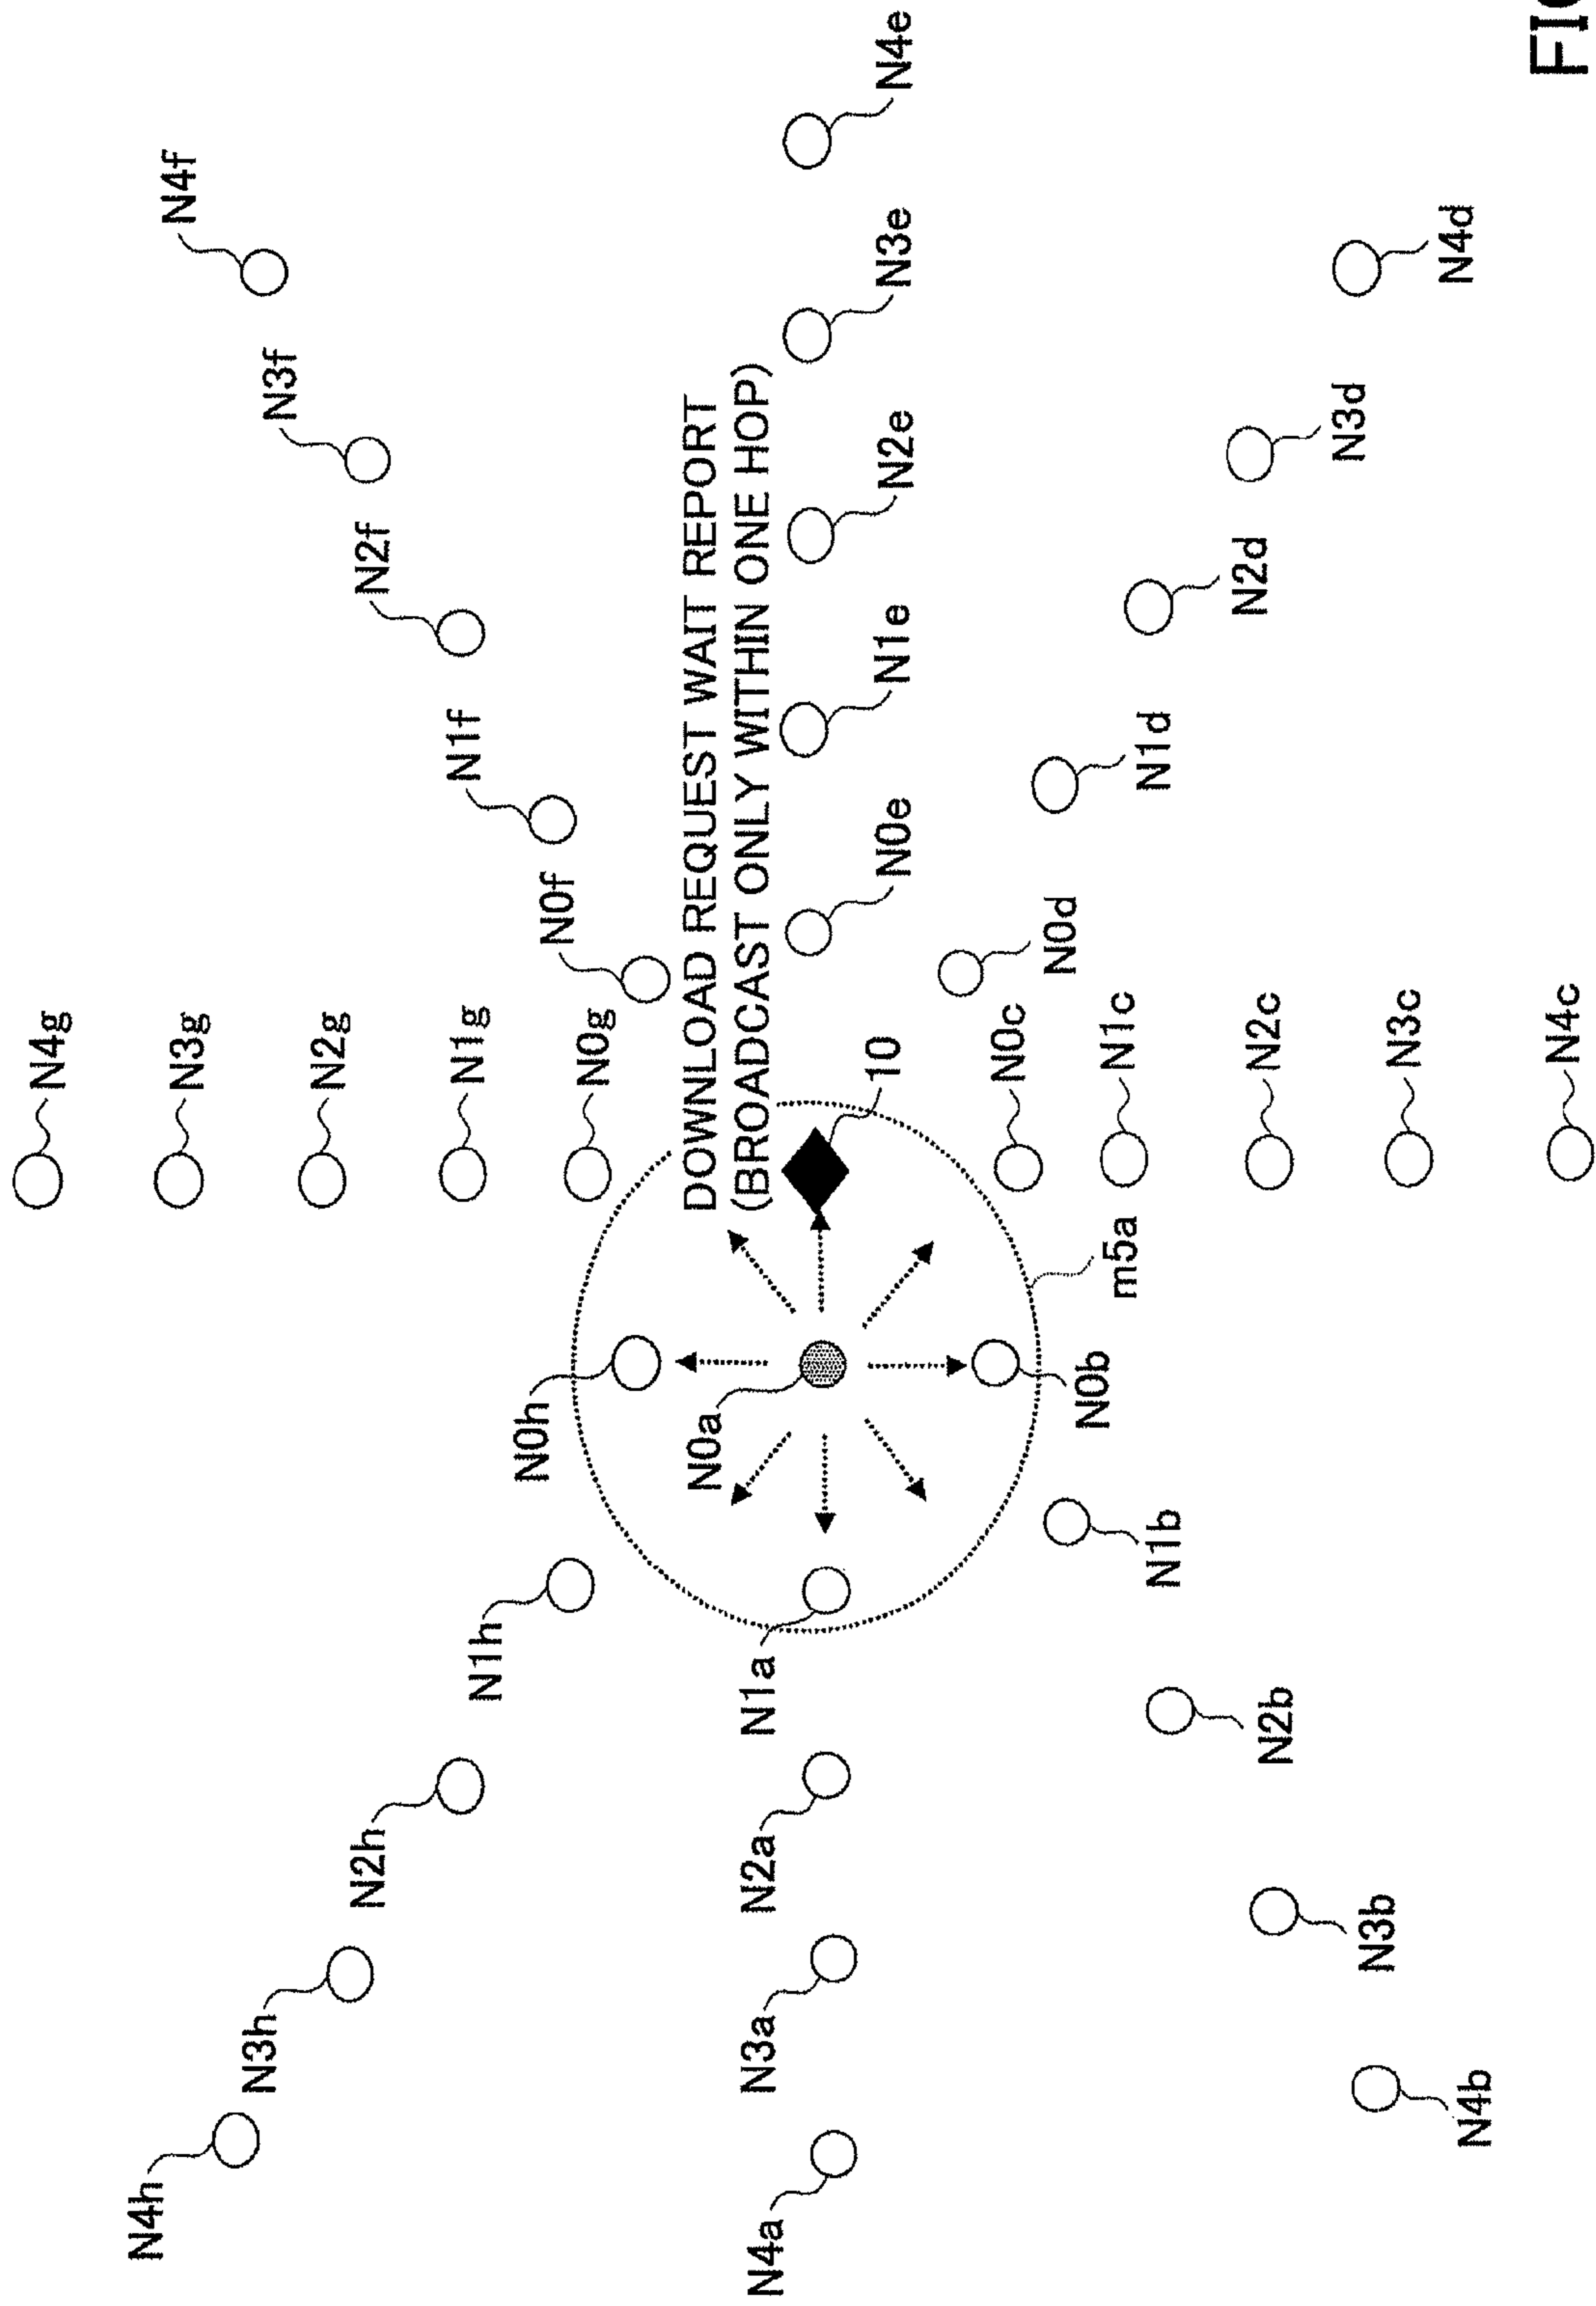 N4g
N4h
N4f
N3g
N3h
N3f
N2g
N2h
N2f
N1h
N1g
N1f
N0h
N0g
N0f
N0a
DOWNLOAD REQUEST WAIT REPORT
(BROADCAST ONLY WITHIN ONE HOP)
N4a
N3a
N2a
N1a
10
N0e
N1e
N2e
N3e
N4e
N0c
N0d
N0b
m5a
N1c
N1d
N1b
N2b
N2c
N2d
N3b
N3c
N3d
N4b
N4d
N4c